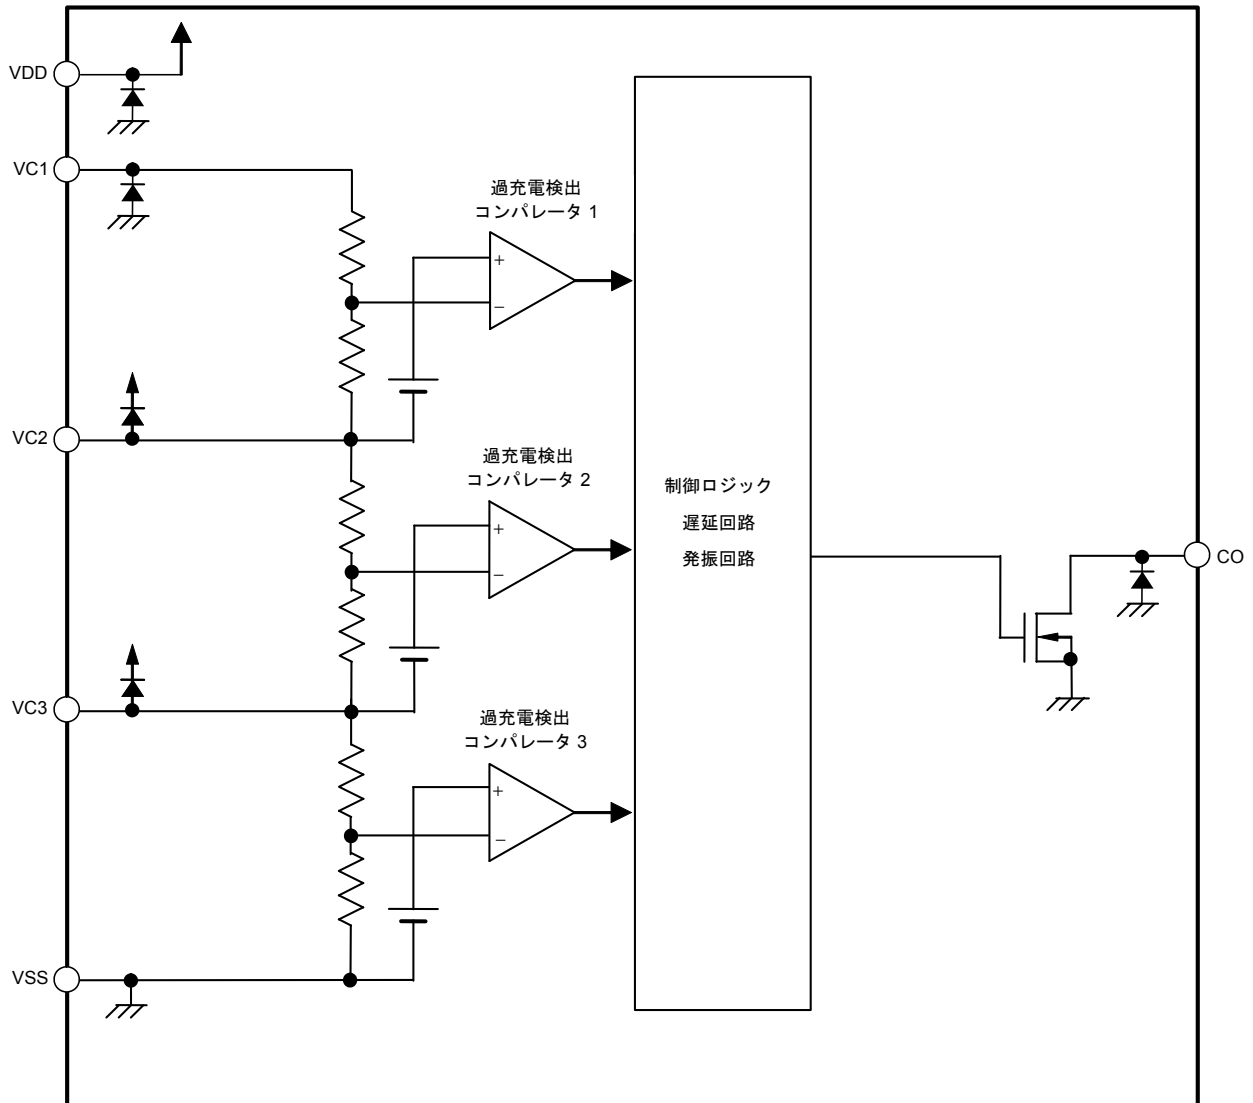 VDD
VC1
過充電検出
コンパレータ 1
+
−
VC2
過充電検出
コンパレータ 2
+
−
制御ロジック
遅延回路
発振回路
CO
VC3
過充電検出
コンパレータ 3
+
−
VSS